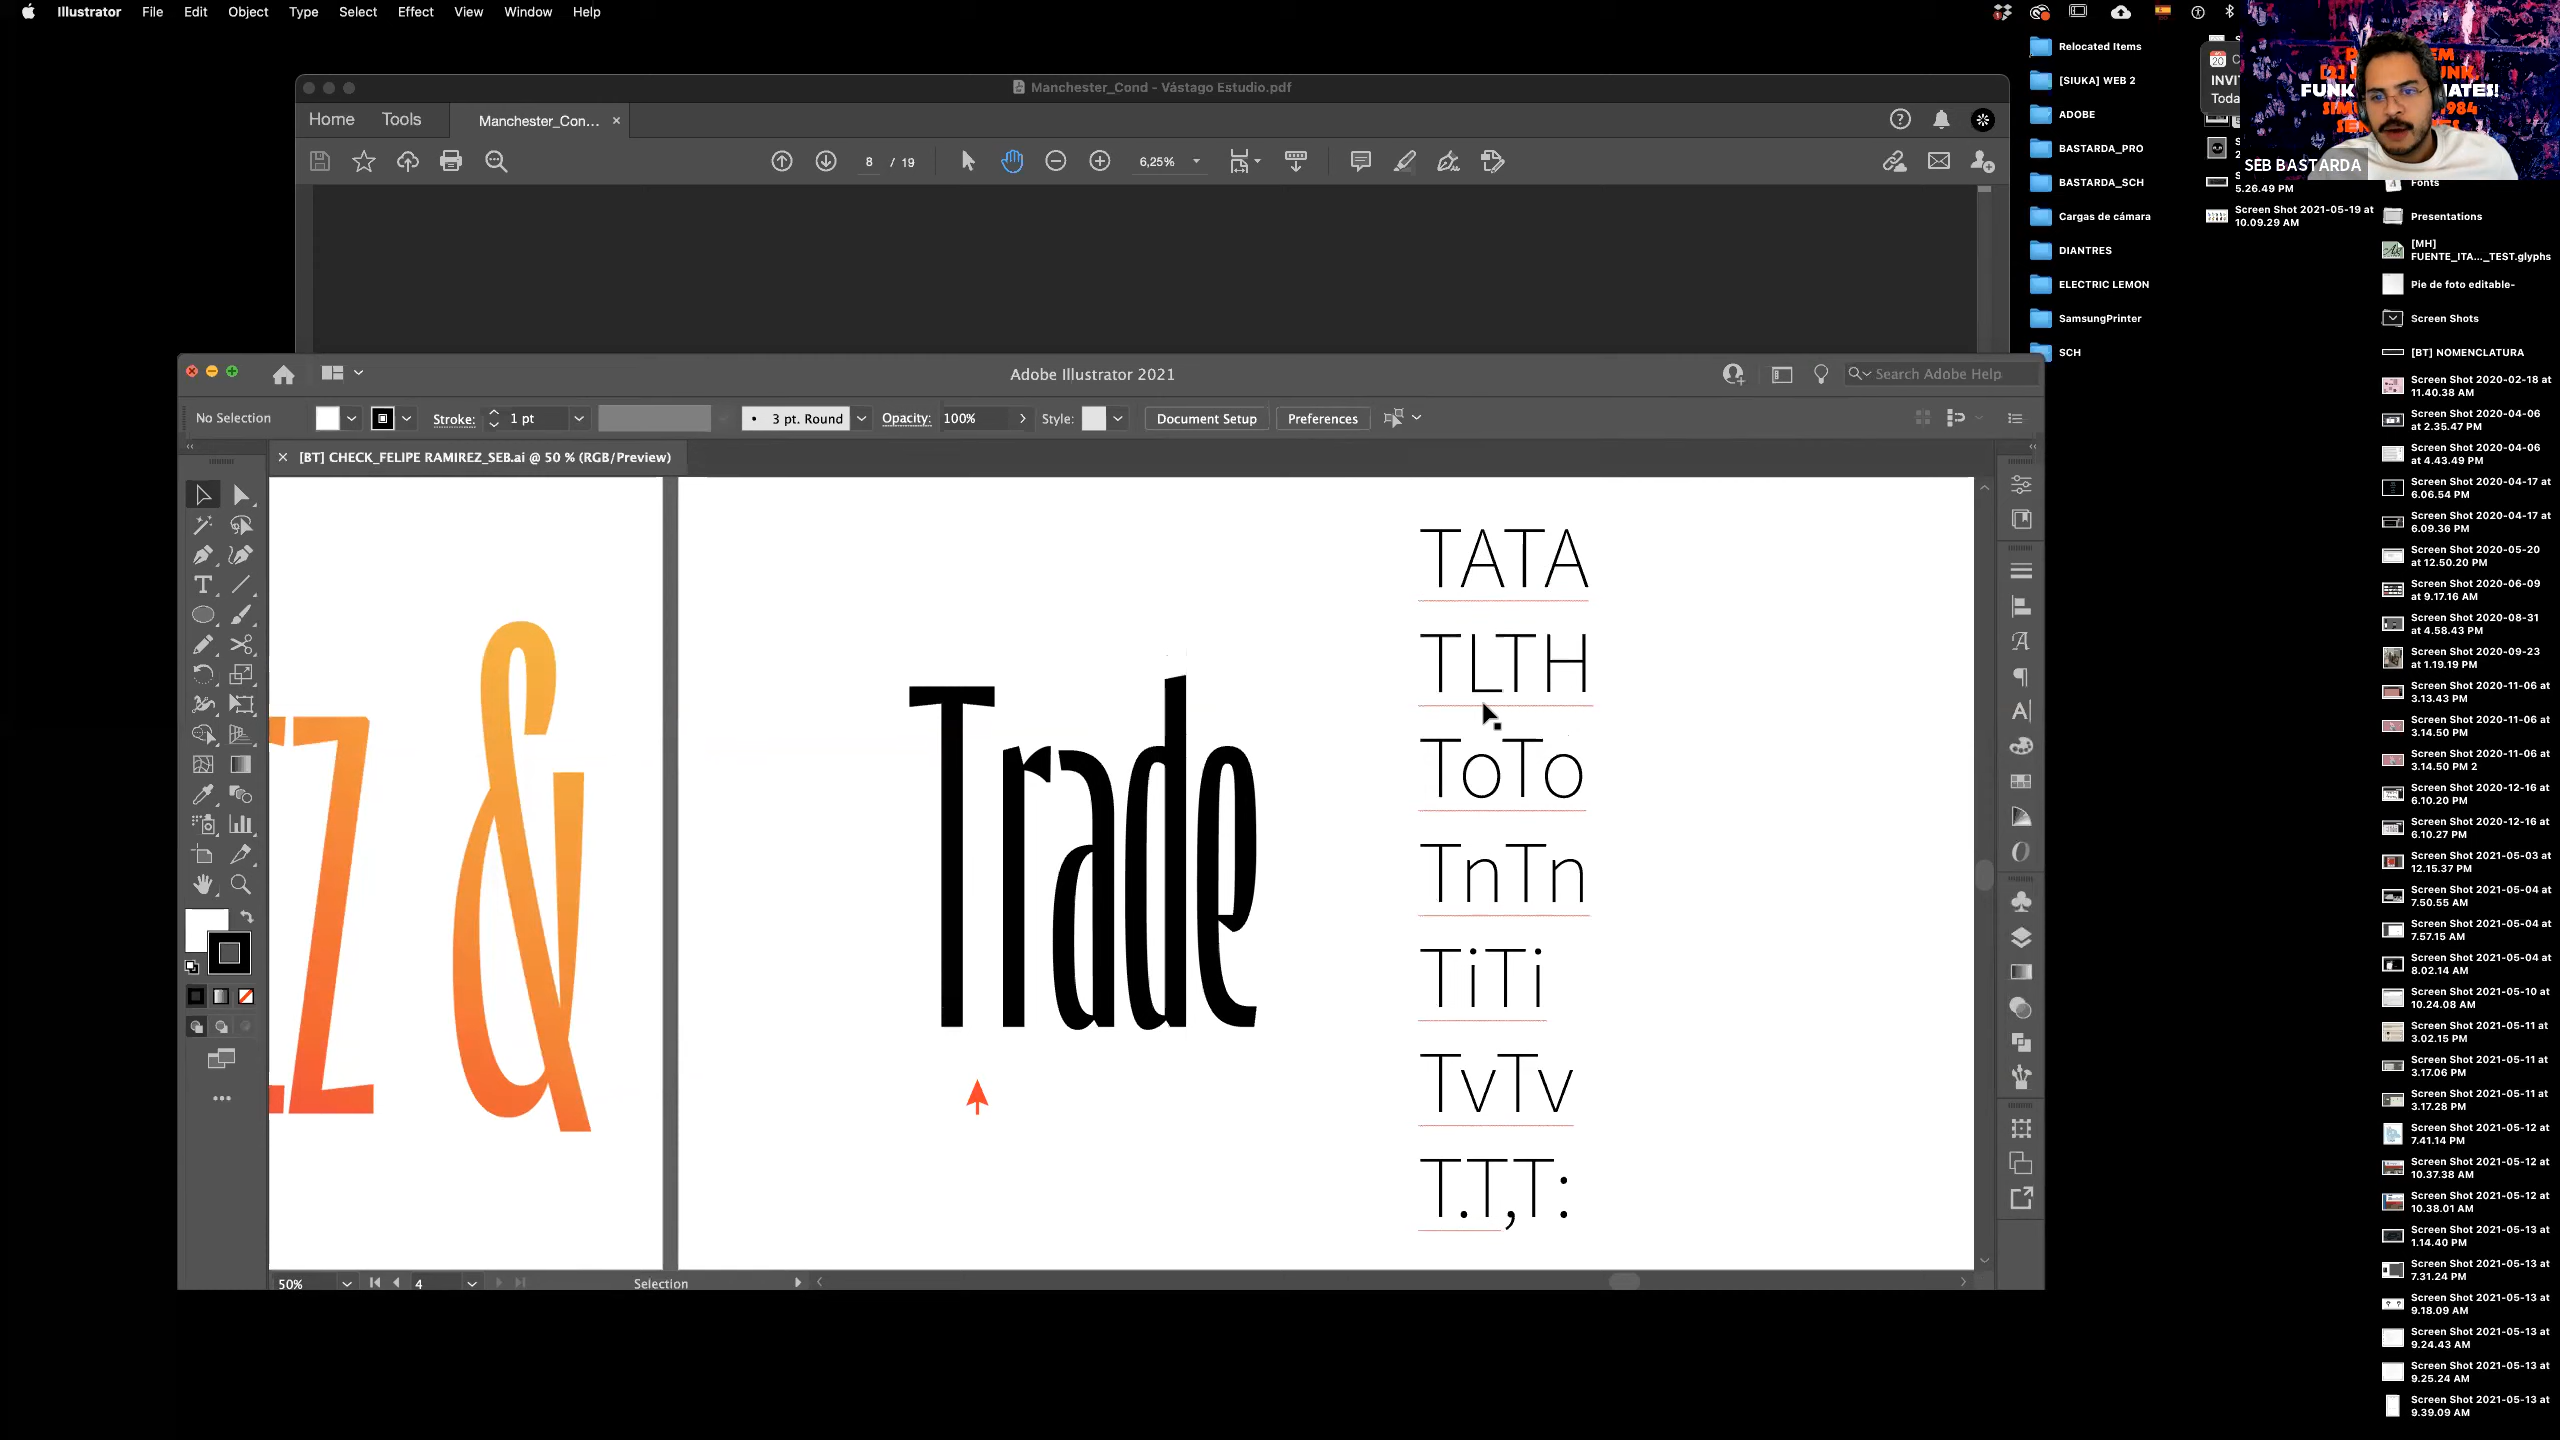 Illustrator File Edit Object Type Select Effect View Window Help
Manchester_Cond - Vástago Estudio.pdf
Home Tools Manchester_Con... ×
8 / 19 6,25%
Adobe Illustrator 2021
Search Adobe Help
No Selection Stroke: 1 pt 3 pt. Round Opacity: 100% Style: Document Setup Preferences
[BT] CHECK_FELIPE RAMIREZ_SEB.ai @ 50 % (RGB/Preview)
Z &
Trade
TATA
TLTH
ToTo
TnTn
TiTi
TvTv
T.T,T:
50% 4 Selection
Relocated Items
[SIUKA] WEB 2
ADOBE
BASTARDA_PRO
BASTARDA_SCH
Cargas de cámara
DIANTRES
ELECTRIC LEMON
SamsungPrinter
SCH
20
INVI
Toda
SEB BASTARDA
5.26.49 PM
Screen Shot 2021-05-19 at
10.09.29 AM
Fonts
Presentations
[MH]
FUENTE_ITA..._TEST.glyphs
Pie de foto editable-
Screen Shots
[BT] NOMENCLATURA
Screen Shot 2020-02-18 at
11.40.38 AM
Screen Shot 2020-04-06
at 2.35.47 PM
Screen Shot 2020-04-06
at 4.43.49 PM
Screen Shot 2020-04-17 at
6.06.54 PM
Screen Shot 2020-04-17 at
6.09.36 PM
Screen Shot 2020-05-20
at 12.50.20 PM
Screen Shot 2020-06-09
at 9.17.16 AM
Screen Shot 2020-08-31
at 4.58.43 PM
Screen Shot 2020-09-23
at 1.19.19 PM
Screen Shot 2020-11-06 at
3.13.43 PM
Screen Shot 2020-11-06 at
3.14.50 PM
Screen Shot 2020-11-06 at
3.14.50 PM 2
Screen Shot 2020-12-16 at
6.10.20 PM
Screen Shot 2020-12-16 at
6.10.27 PM
Screen Shot 2021-05-03 at
12.15.37 PM
Screen Shot 2021-05-04 at
7.50.55 AM
Screen Shot 2021-05-04 at
7.57.15 AM
Screen Shot 2021-05-04 at
8.02.14 AM
Screen Shot 2021-05-10 at
10.24.08 AM
Screen Shot 2021-05-11 at
3.02.15 PM
Screen Shot 2021-05-11 at
3.17.06 PM
Screen Shot 2021-05-11 at
3.17.28 PM
Screen Shot 2021-05-12 at
7.41.14 PM
Screen Shot 2021-05-12 at
10.37.38 AM
Screen Shot 2021-05-12 at
10.38.01 AM
Screen Shot 2021-05-13 at
1.14.40 PM
Screen Shot 2021-05-13 at
7.31.24 PM
Screen Shot 2021-05-13 at
9.18.09 AM
Screen Shot 2021-05-13 at
9.24.43 AM
Screen Shot 2021-05-13 at
9.25.24 AM
Screen Shot 2021-05-13 at
9.39.09 AM